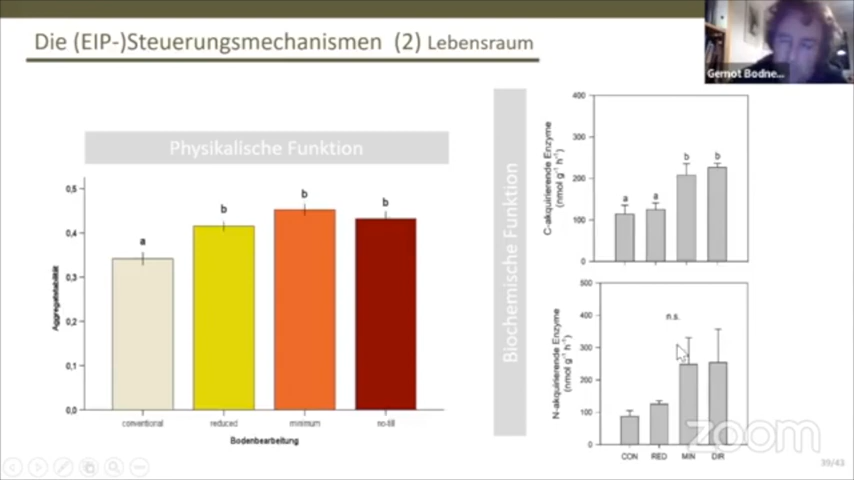 Die (EIP-)Steuerungsmechanismen (2) Lebensraum
Gernot Bodne...
Physikalische Funktion
0,5
0,4
0,3
0,2
0,1
0,0
Aggregatstabilität
a
b
b
b
conventional
reduced
minimum
no-till
Bodenbearbeitung
Biochemische Funktion
C-akquirierende Enzyme
(nmol g⁻¹ h⁻¹)
400
300
200
100
0
a
a
b
b
N-akquirierende Enzyme
(nmol g⁻¹ h⁻¹)
500
400
300
200
100
0
n.s.
CON
RED
MIN
DIR
zoom
39/43